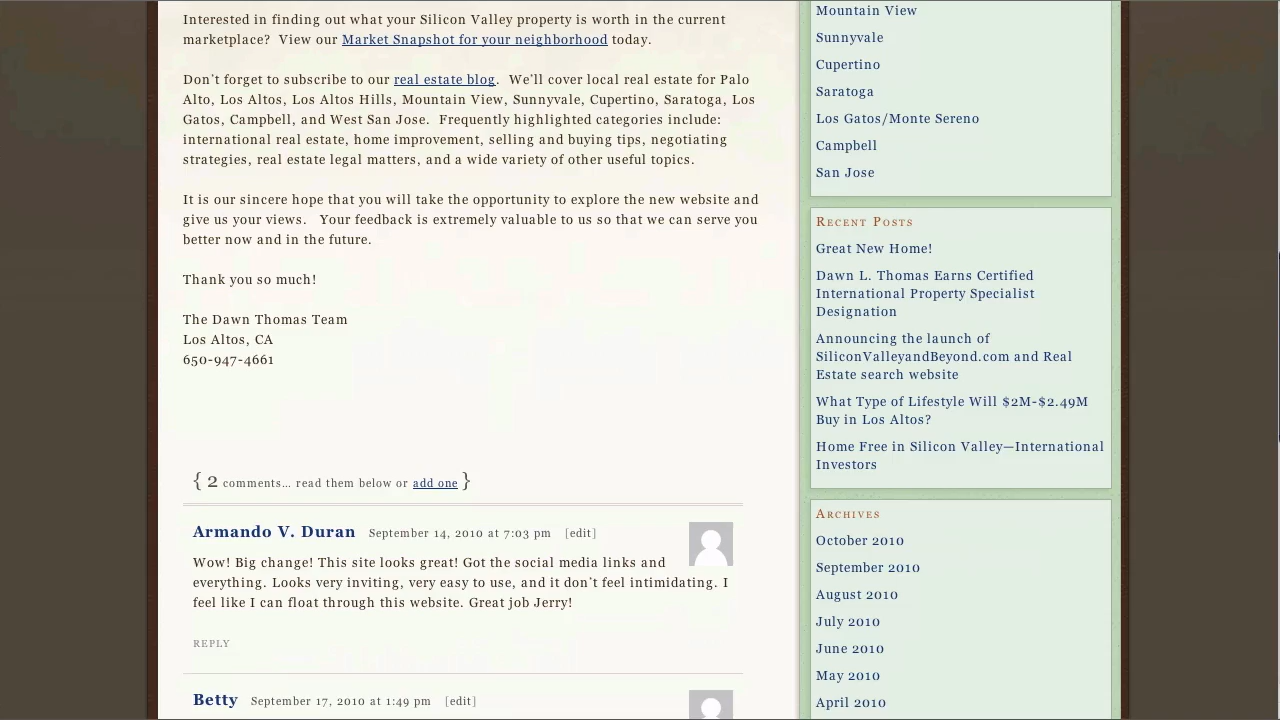 Interested in finding out what your Silicon Valley property is worth in the current
marketplace?  View our Market Snapshot for your neighborhood today.
Don't forget to subscribe to our real estate blog.  We'll cover local real estate for Palo
Alto, Los Altos, Los Altos Hills, Mountain View, Sunnyvale, Cupertino, Saratoga, Los
Gatos, Campbell, and West San Jose.  Frequently highlighted categories include:
international real estate, home improvement, selling and buying tips, negotiating
strategies, real estate legal matters, and a wide variety of other useful topics.
It is our sincere hope that you will take the opportunity to explore the new website and
give us your views.   Your feedback is extremely valuable to us so that we can serve you
better now and in the future.
Thank you so much!
The Dawn Thomas Team
Los Altos, CA
650-947-4661
{ 2 comments… read them below or add one }
Armando V. Duran September 14, 2010 at 7:03 pm [edit]
Wow! Big change! This site looks great! Got the social media links and
everything. Looks very inviting, very easy to use, and it don't feel intimidating. I
feel like I can float through this website. Great job Jerry!
REPLY
Betty September 17, 2010 at 1:49 pm [edit]
Mountain View
Sunnyvale
Cupertino
Saratoga
Los Gatos/Monte Sereno
Campbell
San Jose
Recent Posts
Great New Home!
Dawn L. Thomas Earns Certified
International Property Specialist
Designation
Announcing the launch of
SiliconValleyandBeyond.com and Real
Estate search website
What Type of Lifestyle Will $2M-$2.49M
Buy in Los Altos?
Home Free in Silicon Valley—International
Investors
Archives
October 2010
September 2010
August 2010
July 2010
June 2010
May 2010
April 2010